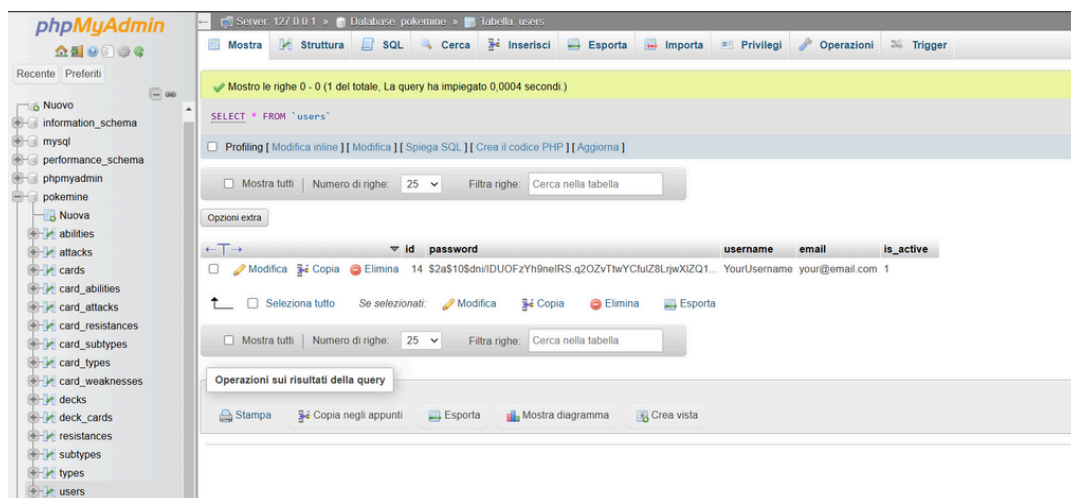 phpMyAdmin
Server: 127.0.0.1 » Database: pokemine » Tabella: users
Mostra Struttura SQL Cerca Inserisci Esporta Importa Privilegi Operazioni Trigger
Recente Preferiti
Nuovo
information_schema
mysql
performance_schema
phpmyadmin
pokemine
Nuova
abilities
attacks
cards
card_abilities
card_attacks
card_resistances
card_subtypes
card_types
card_weaknesses
decks
deck_cards
resistances
subtypes
types
users
Mostro le righe 0 - 0 (1 del totale, La query ha impiegato 0,0004 secondi.)
SELECT * FROM `users`
Profiling [ Modifica inline ] [ Modifica ] [ Spiega SQL ] [ Crea il codice PHP ] [ Aggiorna ]
Mostra tutti Numero di righe: 25 Filtra righe: Cerca nella tabella
Opzioni extra
id password username email is_active
Modifica Copia Elimina 14 YourUsername your@email.com 1
Seleziona tutto Se selezionati: Modifica Copia Elimina Esporta
Mostra tutti Numero di righe: 25 Filtra righe: Cerca nella tabella
Operazioni sui risultati della query
Stampa Copia negli appunti Esporta Mostra diagramma Crea vista